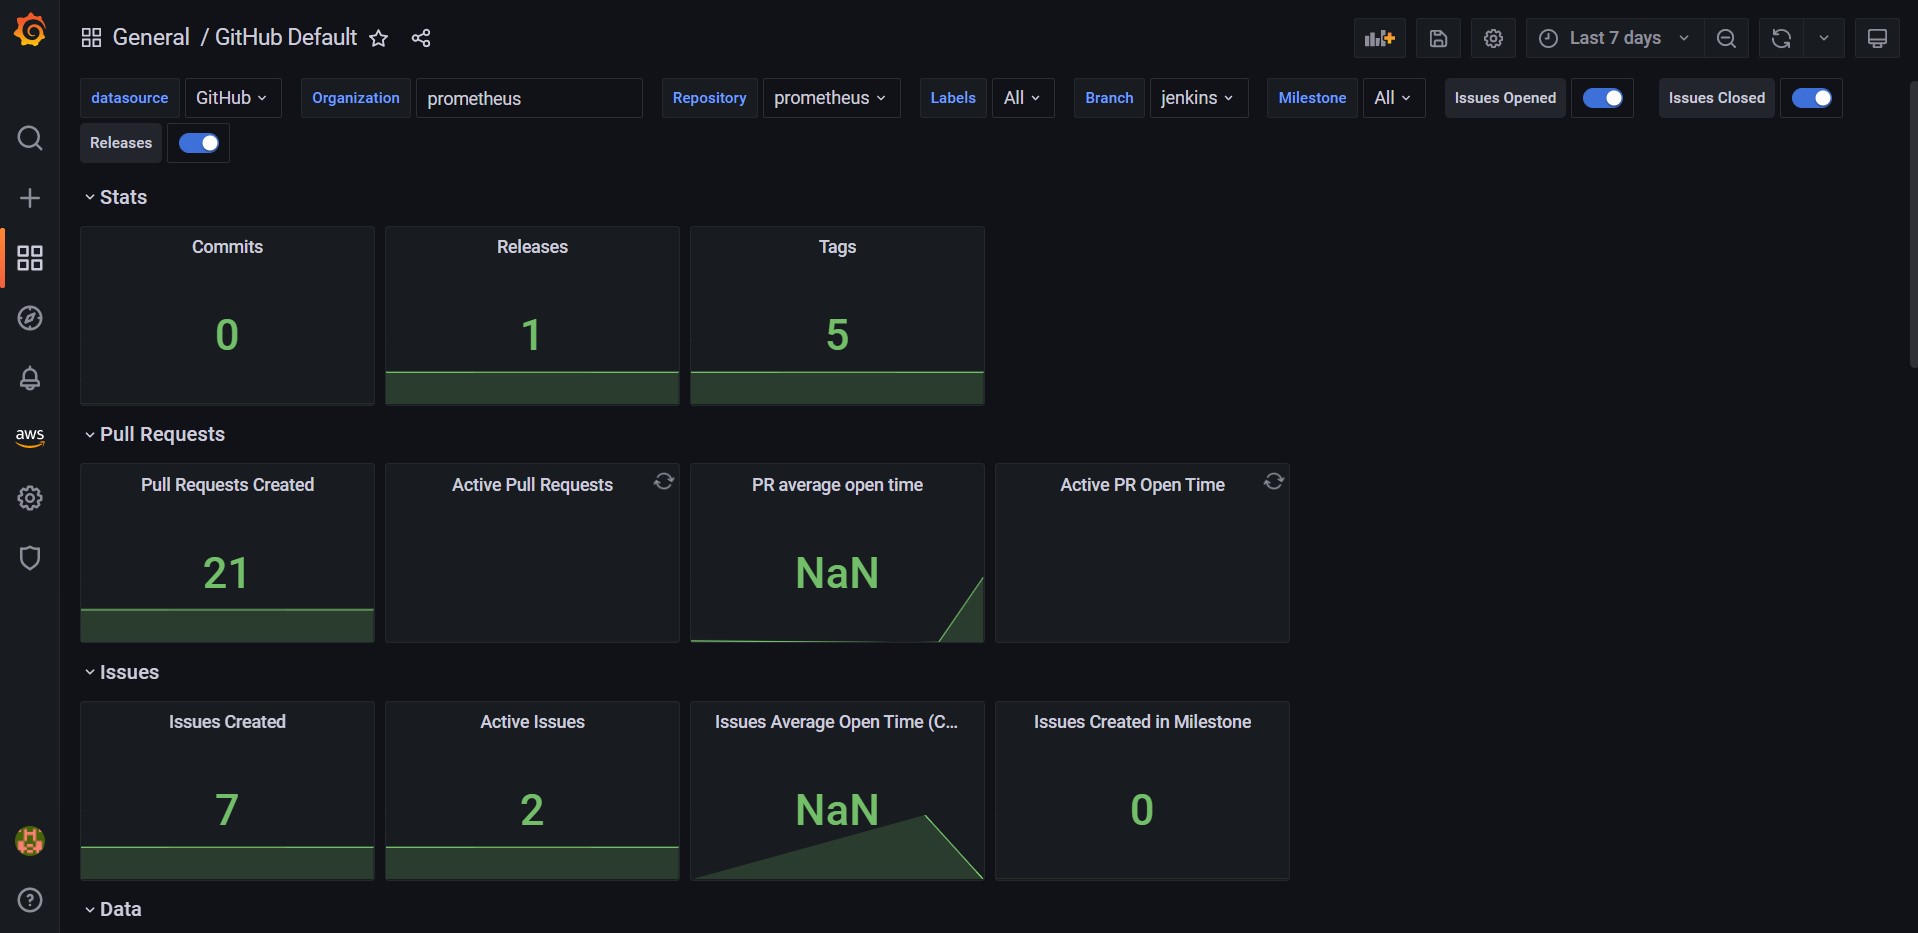 General / GitHub Default
Last 7 days
datasource GitHub Organization prometheus Repository prometheus Labels All Branch jenkins Milestone All Issues Opened Issues Closed
Releases
Stats
Commits Releases Tags
0 1 5
aws
Pull Requests
Pull Requests Created Active Pull Requests PR average open time Active PR Open Time
21 NaN
Issues
Issues Created Active Issues Issues Average Open Time (C... Issues Created in Milestone
7 2 NaN 0
Data